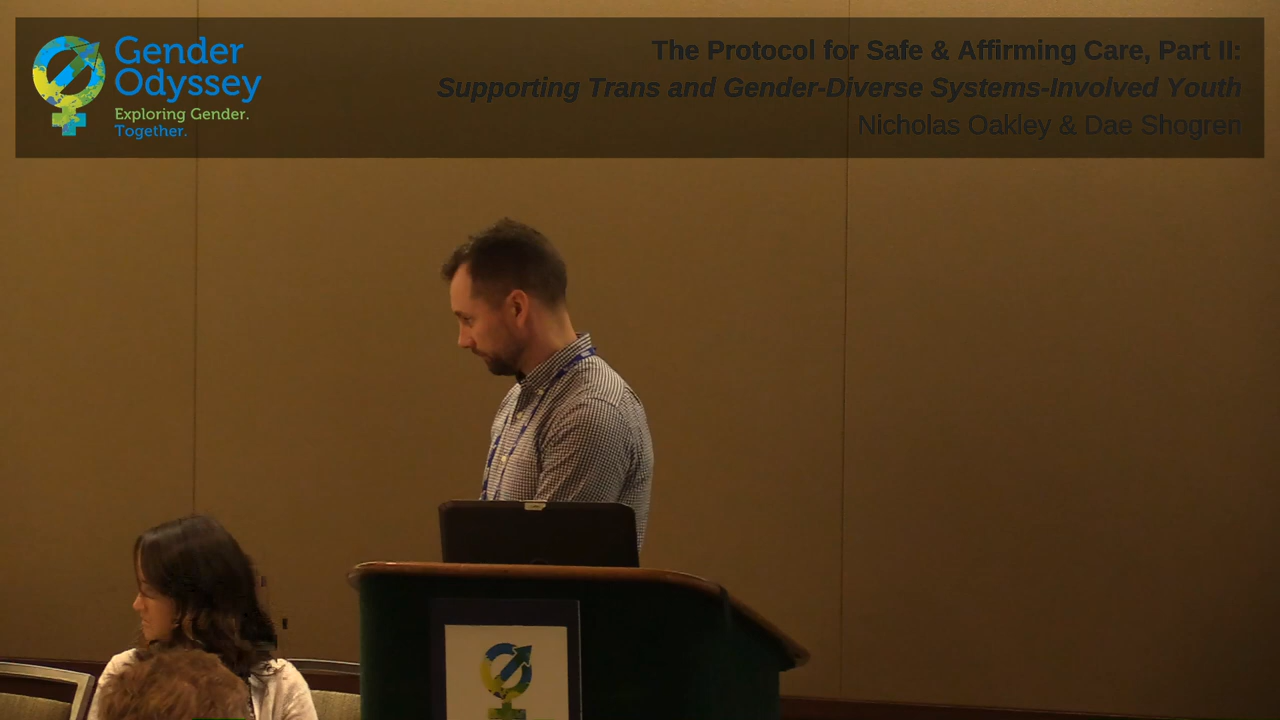 Gender
Odyssey
Exploring Gender.
Together.
The Protocol for Safe & Affirming Care, Part II:
Supporting Trans and Gender-Diverse Systems-Involved Youth
Nicholas Oakley & Dae Shogren